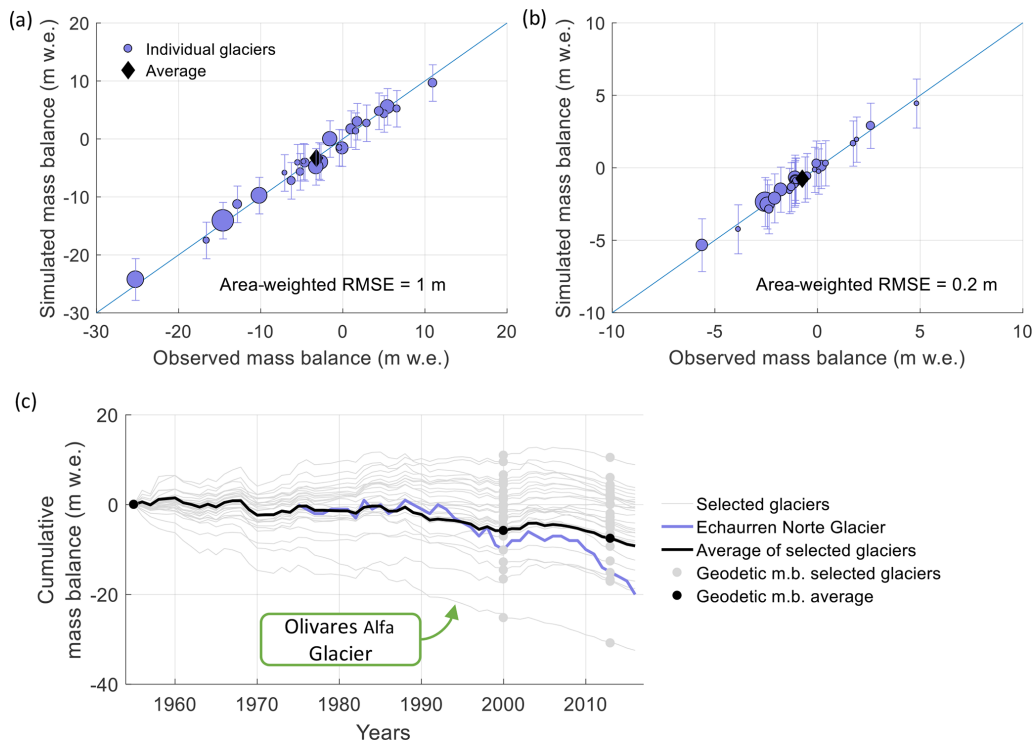 (a)
20
10
0
-10
-20
-30
Simulated mass balance (m w.e.)
Individual glaciers
Average
Area-weighted RMSE = 1 m
-30
-20
-10
0
10
20
Observed mass balance (m w.e.)
(b)
10
5
0
-5
-10
Simulated mass balance (m w.e.)
Area-weighted RMSE = 0.2 m
-10
-5
0
5
10
Observed mass balance (m w.e.)
(c)
20
0
-20
-40
Cumulative
mass balance (m w.e.)
Olivares Alfa
Glacier
1960
1970
1980
1990
2000
2010
Years
Selected glaciers
Echaurren Norte Glacier
Average of selected glaciers
Geodetic m.b. selected glaciers
Geodetic m.b. average